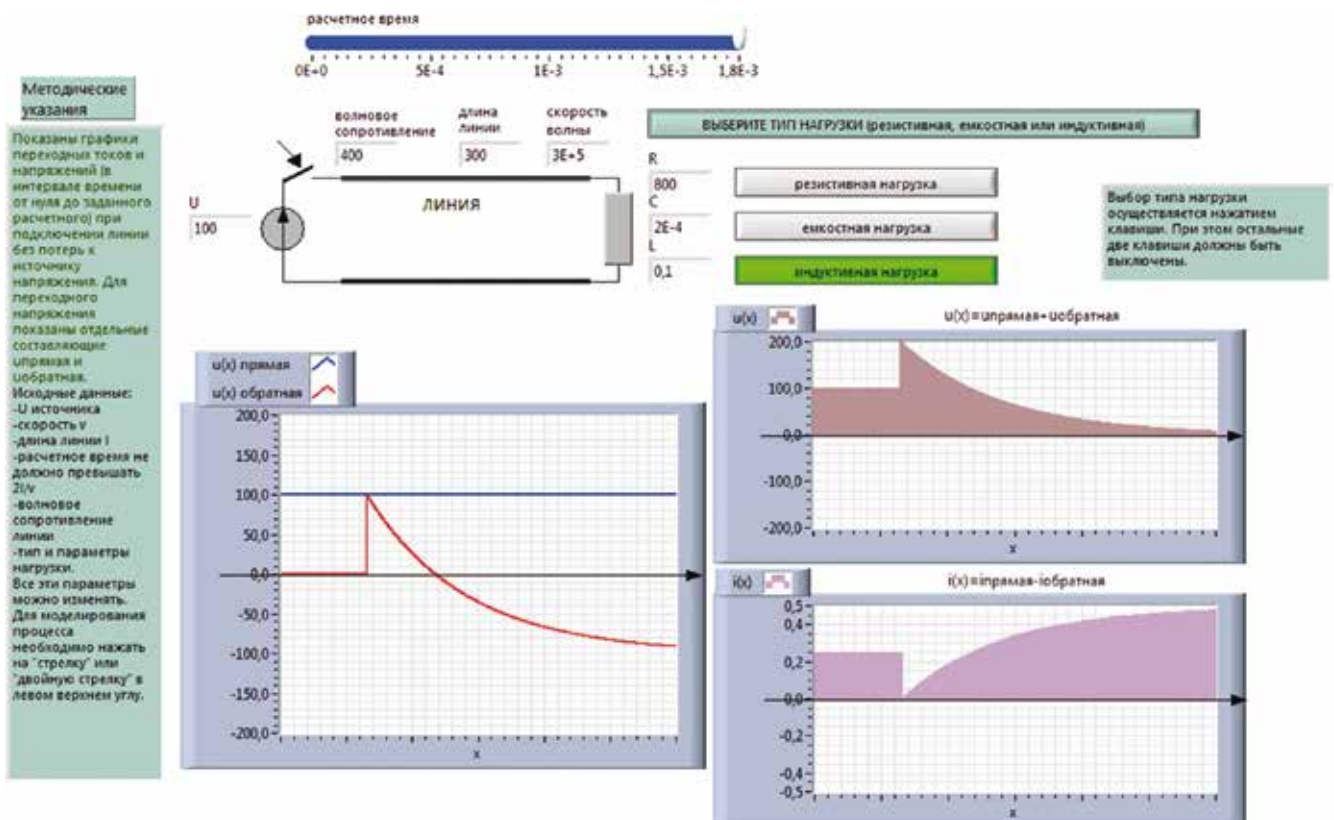 расчетное время
0E+0 5E-4 1E-3 1,5E-3 1,8E-3
Методические
указания
Показаны графики
переходных токов и
напряжений (в
интервале времени
от нуля до заданного
расчетного) при
подключении линии
без потерь к
источнику
напряжения. Для
переходного
напряжения
показаны отдельные
составляющие
uпрямая и
uобратная.
Исходные данные:
-U источника
-скорость v
-длина линии l
-расчетное время не
должно превышать
2l/v
-волновое
сопротивление
линии
-тип и параметры
нагрузки.
Все эти параметры
можно изменять.
Для моделирования
процесса
необходимо нажать
на "стрелку" или
"двойную стрелку" в
левом верхнем углу.
волновое
сопротивление
400
длина
линии
300
скорость
волны
3E+5
U
100
ЛИНИЯ
R
800
C
2E-4
L
0,1
ВЫБЕРИТЕ ТИП НАГРУЗКИ (резистивная, емкостная или индуктивная)
резистивная нагрузка
емкостная нагрузка
индуктивная нагрузка
Выбор типа нагрузки
осуществляется нажатием
клавиши. При этом остальные
две клавиши должны быть
выключены.
u(x) прямая
u(x) обратная
200,0
150,0
100,0
50,0
0,0
-50,0
-100,0
-150,0
-200,0
x
u(x)
u(x)=uпрямая+uобратная
200,0
100,0
0,0
-100,0
-200,0
x
i(x)
i(x)=iпрямая-iобратная
0,5
0,4
0,2
0,0
-0,2
-0,4
-0,5
x